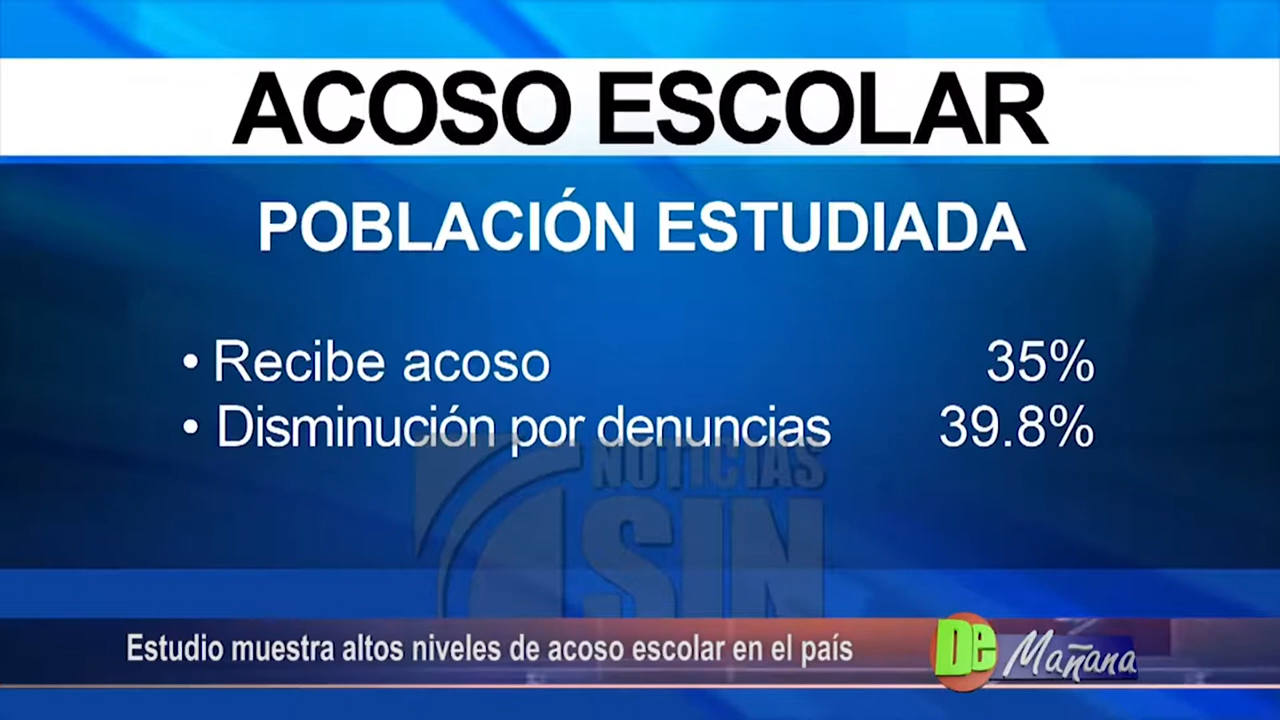 ACOSO ESCOLAR
POBLACIÓN ESTUDIADA
• Recibe acoso 35%
• Disminución por denuncias 39.8%
NOTICIAS
SIN
Estudio muestra altos niveles de acoso escolar en el país
De Mañana